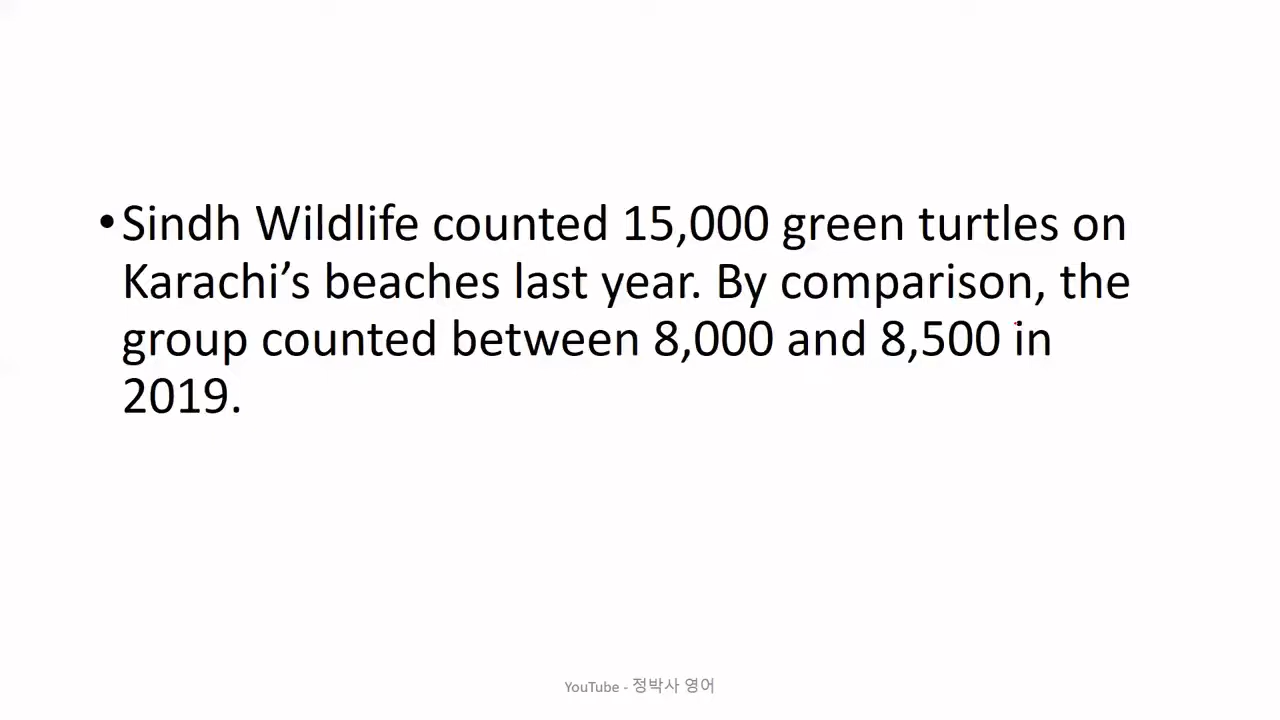 •Sindh Wildlife counted 15,000 green turtles on
Karachi’s beaches last year. By comparison, the
group counted between 8,000 and 8,500 in
2019.
YouTube - 정박사 영어